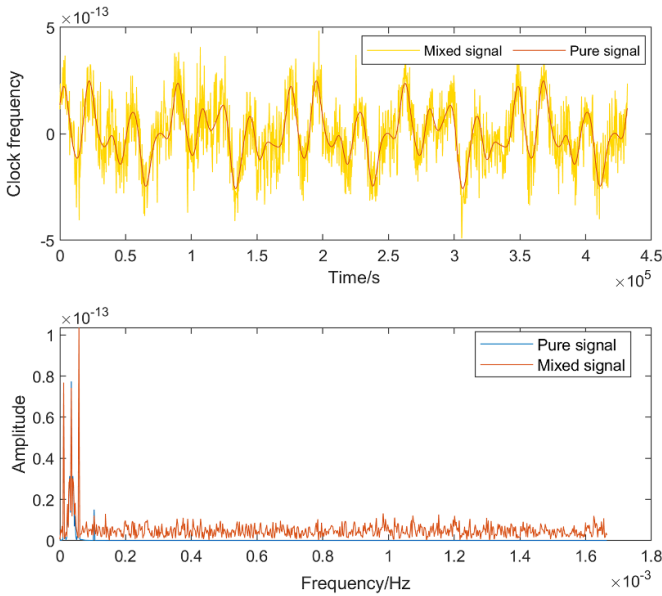 ×10^-13
5
Mixed signal Pure signal
Clock frequency
0
-5
0 0.5 1 1.5 2 2.5 3 3.5 4 4.5
Time/s ×10^5
×10^-13
1
Pure signal
Mixed signal
0.8
0.6
Amplitude
0.4
0.2
0
0 0.2 0.4 0.6 0.8 1 1.2 1.4 1.6 1.8
Frequency/Hz ×10^-3